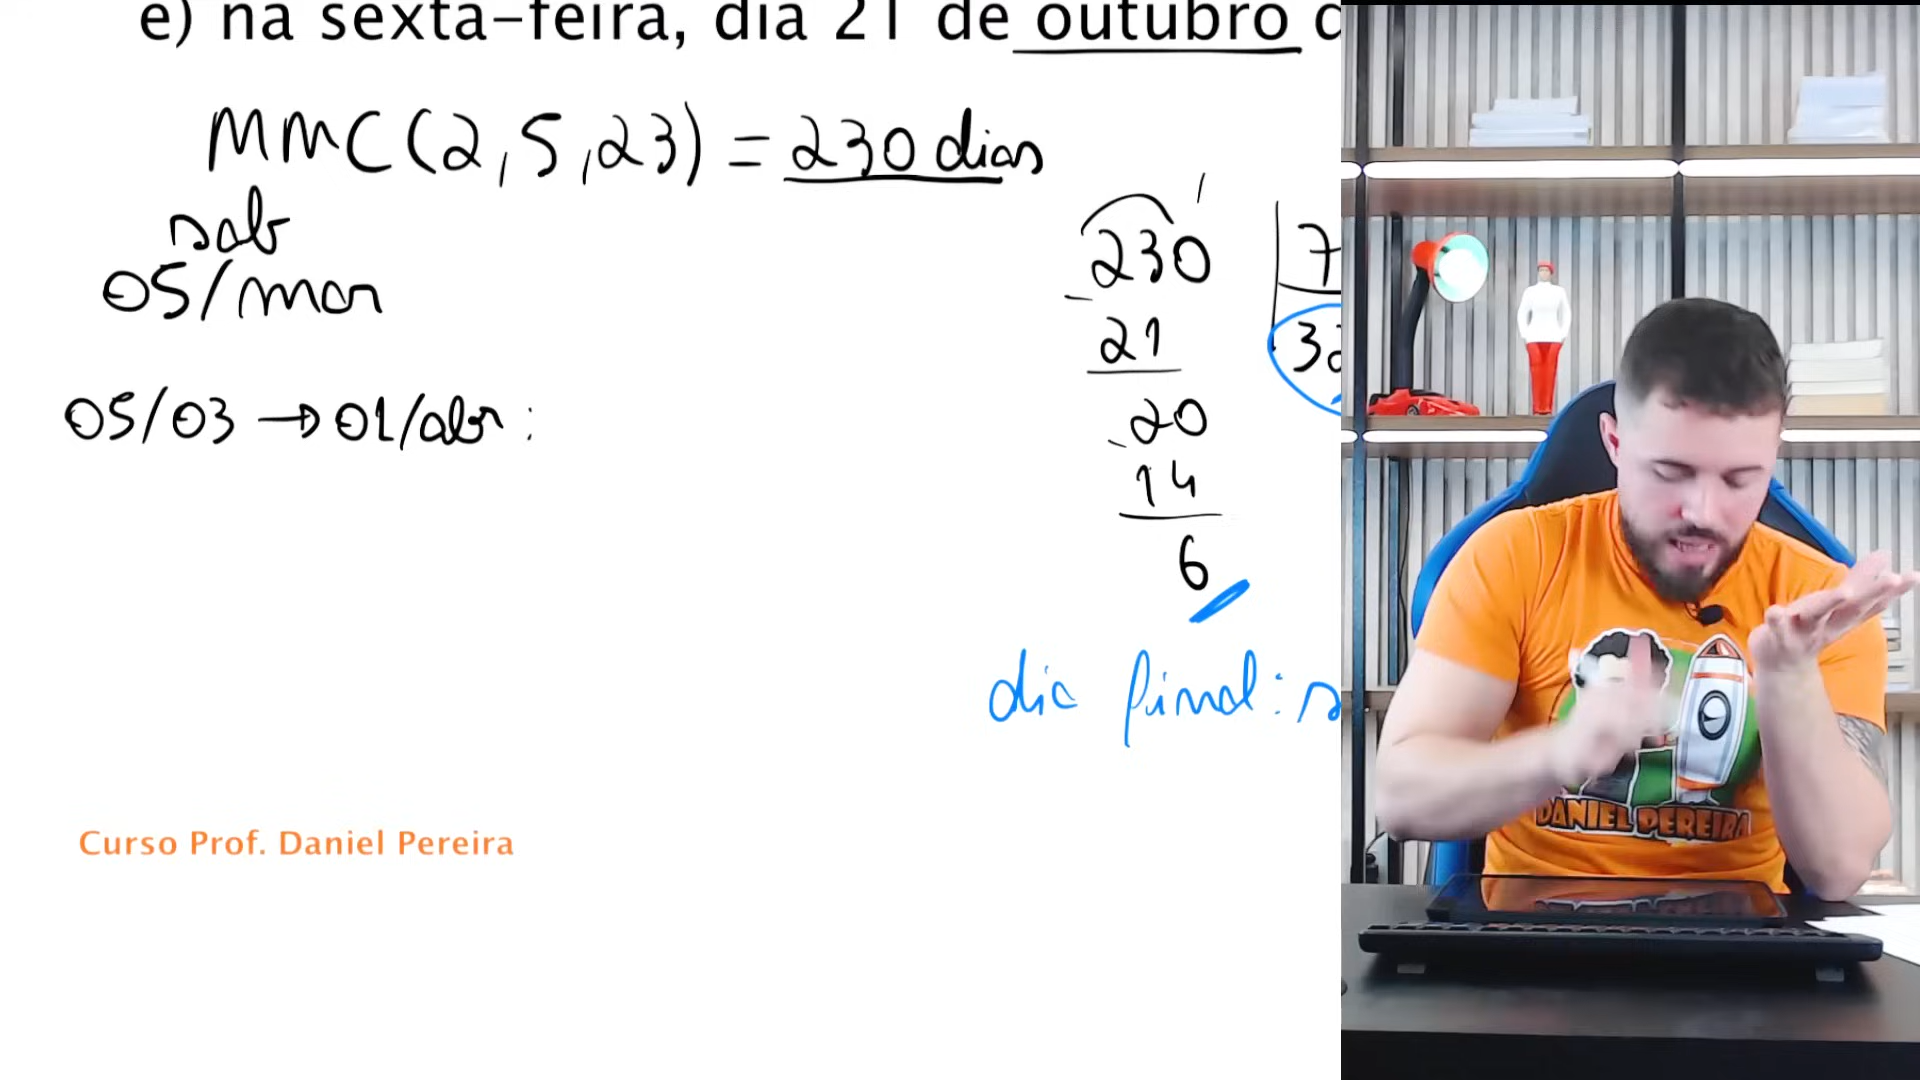 e) na sexta-feira, dia 21 de outubro
MMC(2,5,23) = 230 dias
sab
05/mar
05/03 → 01/abr :
230 7
- 21
20
- 14
6
dia final:
Curso Prof. Daniel Pereira
DANIEL PEREIRA